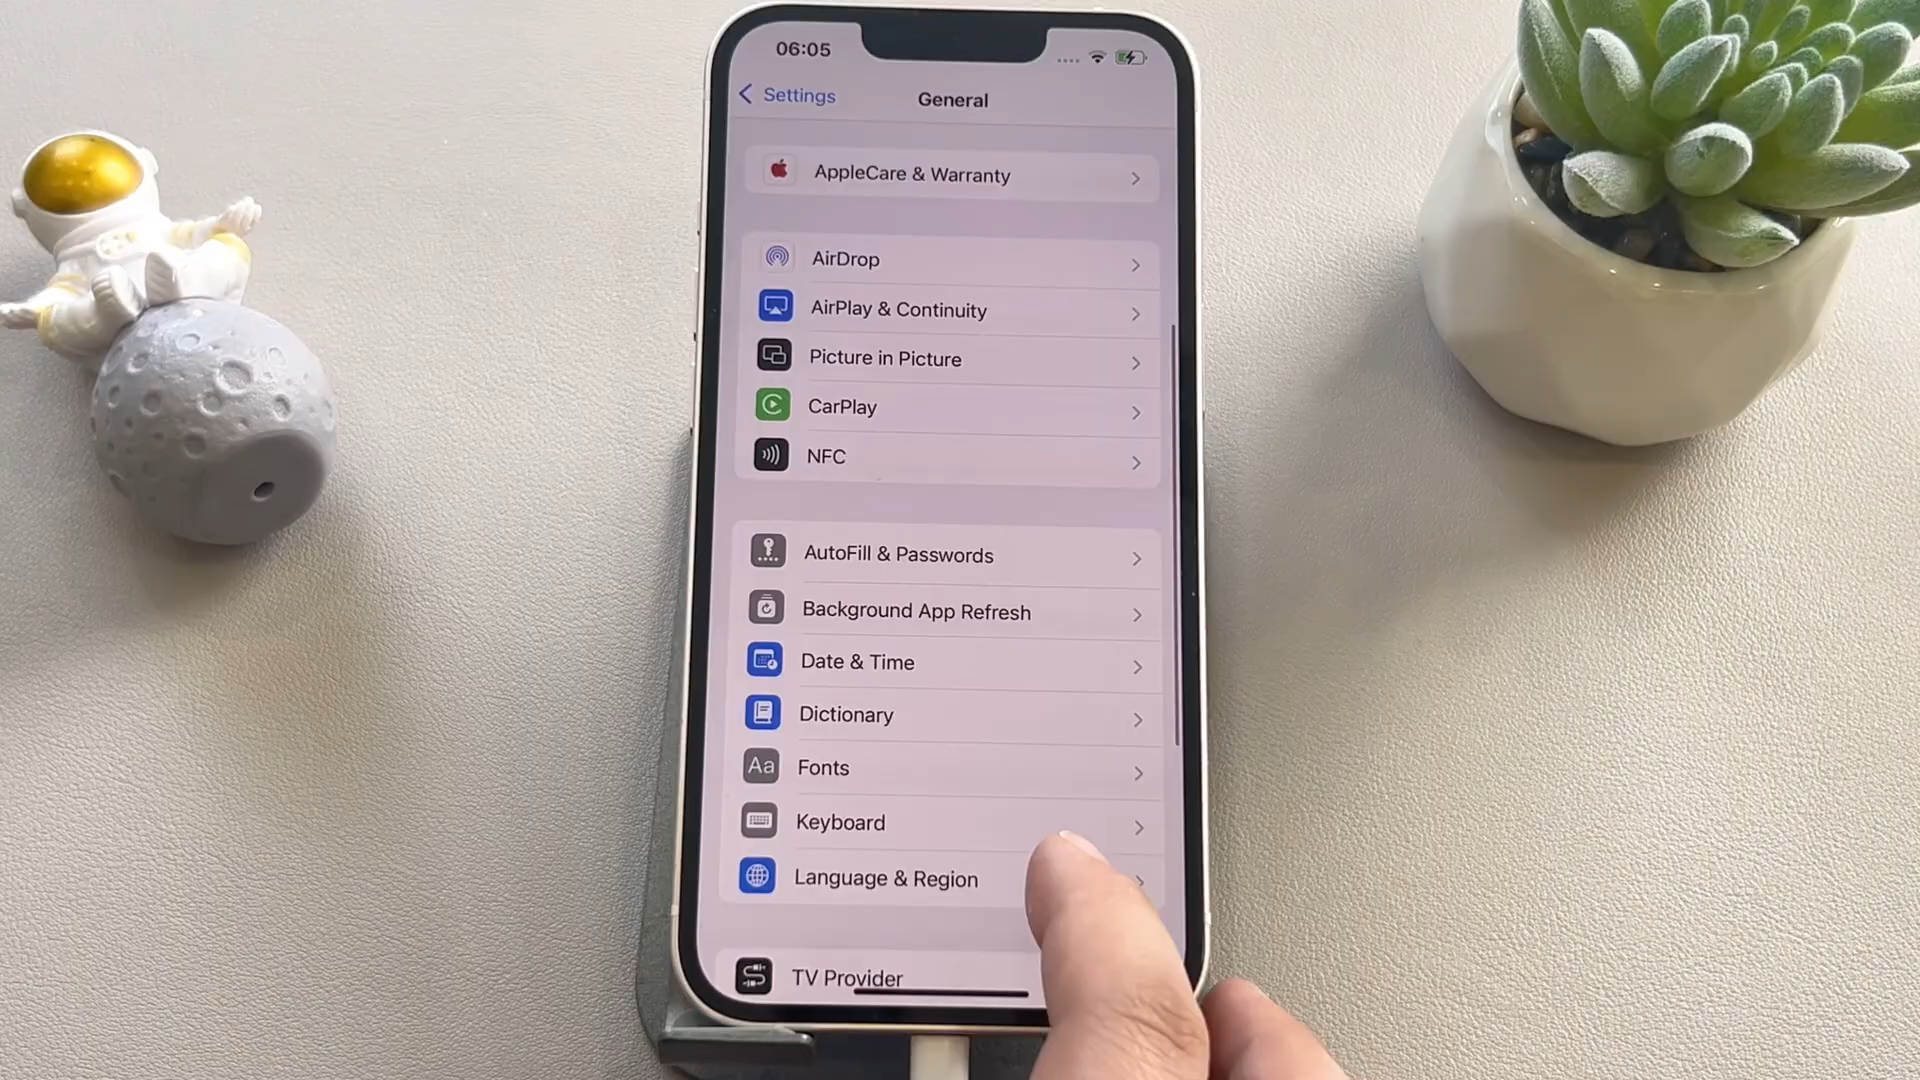 06:05
Settings
General
AppleCare & Warranty
AirDrop
AirPlay & Continuity
Picture in Picture
CarPlay
NFC
AutoFill & Passwords
Background App Refresh
Date & Time
Dictionary
Aa Fonts
Keyboard
Language & Region
TV Provider